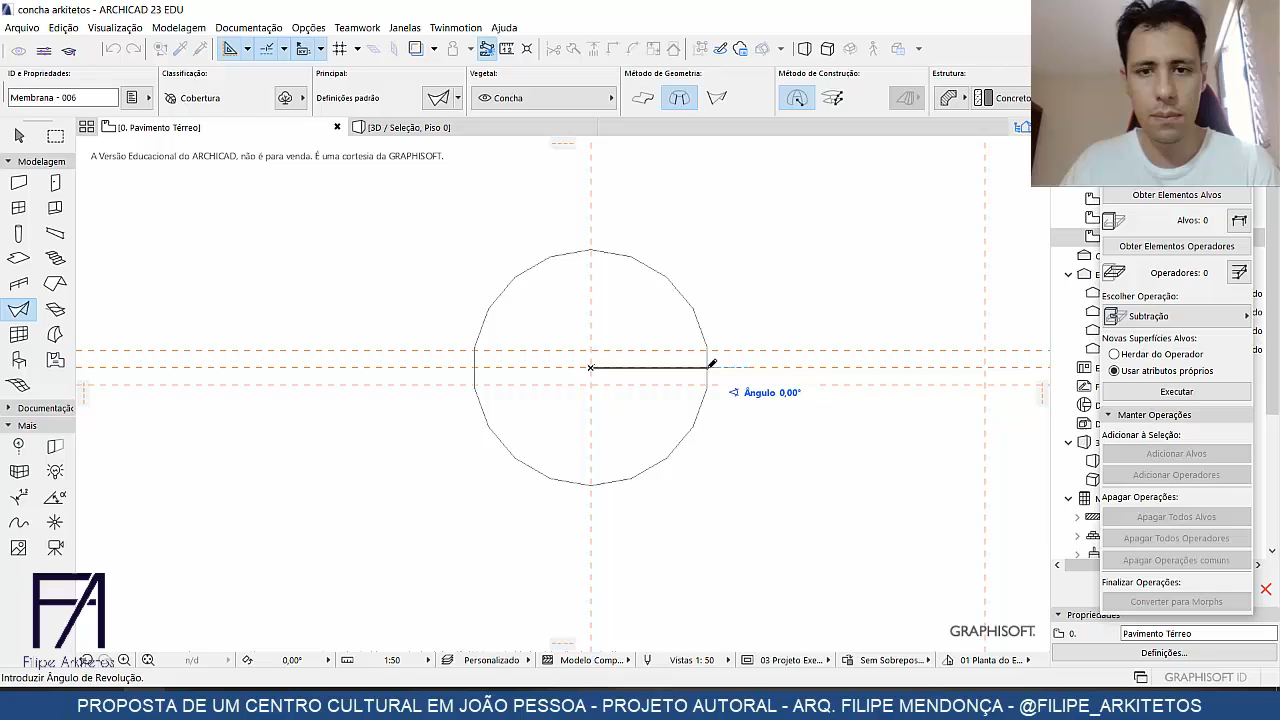 concha arkitetos - ARCHICAD 23 EDU
Arquivo Edição Visualização Modelagem Documentação Opções Teamwork Janelas Twinmotion Ajuda
ID e Propriedades: Classificação: Principal: Vegetal: Método de Geometria: Método de Construção: Estrutura:
Membrana - 006 Cobertura Definições padrão Concha Concreto
[0. Pavimento Térreo] [3D / Seleção, Piso 0]
A Versão Educacional do ARCHICAD, não é para venda. É uma cortesia da GRAPHISOFT.
Modelagem
Documentação
Mais
Ângulo 0,00°
Obter Elementos Alvos
Alvos: 0
Obter Elementos Operadores
Operadores: 0
Escolher Operação:
Subtração
Novas Superfícies Alvos:
Herdar do Operador
Usar atributos próprios
Executar
Manter Operações
Adicionar à Seleção:
Adicionar Alvos
Adicionar Operadores
Apagar Operações:
Apagar Todos Alvos
Apagar Todos Operadores
Apagar Operações comuns
Finalizar Operações:
Converter para Morphs
Propriedades
0. Pavimento Térreo
Definições...
GRAPHISOFT.
FA
Filipe Arkitetos
n/d 0,00° 1:50 Personalizado Modelo Comp... Vistas 1: 50 03 Projeto Exe... Sem Sobrepos... 01 Planta do E...
Introduzir Ângulo de Revolução.
GRAPHISOFT ID
PROPOSTA DE UM CENTRO CULTURAL EM JOÃO PESSOA - PROJETO AUTORAL - ARQ. FILIPE MENDONÇA - @FILIPE_ARKITETOS